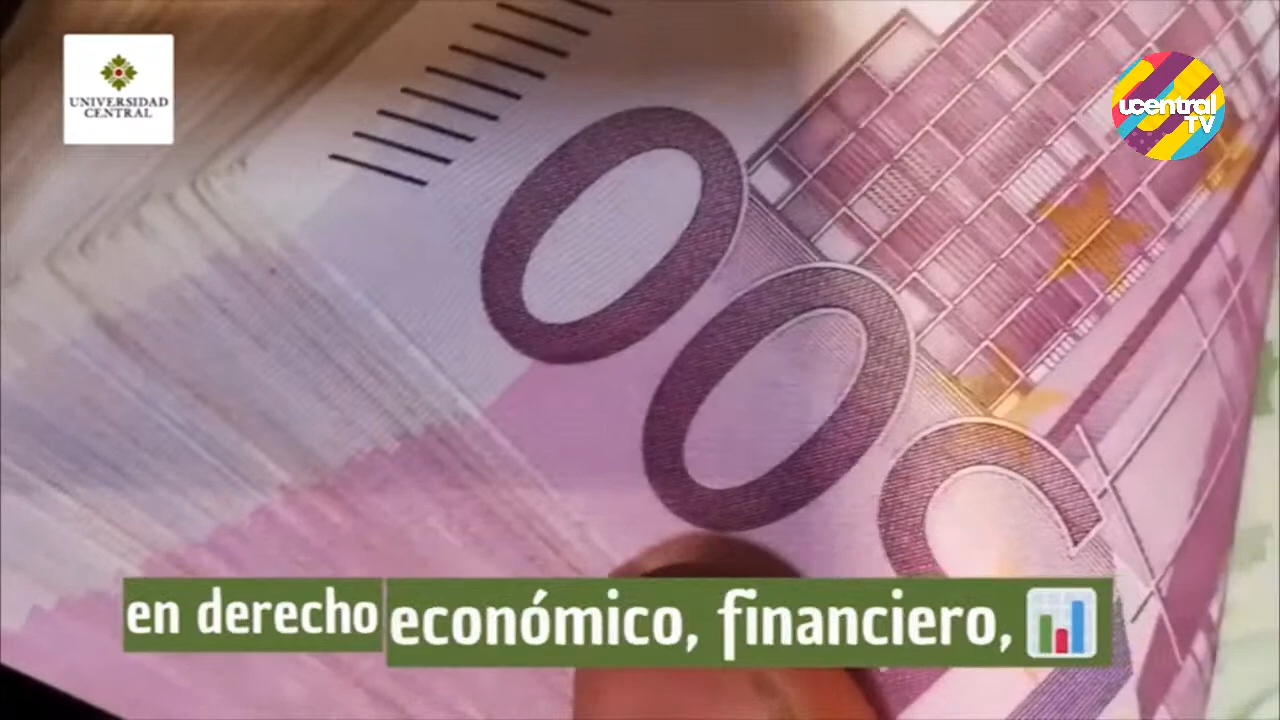 UNIVERSIDAD
CENTRAL
ucentral
TV
500
en derecho económico, financiero,